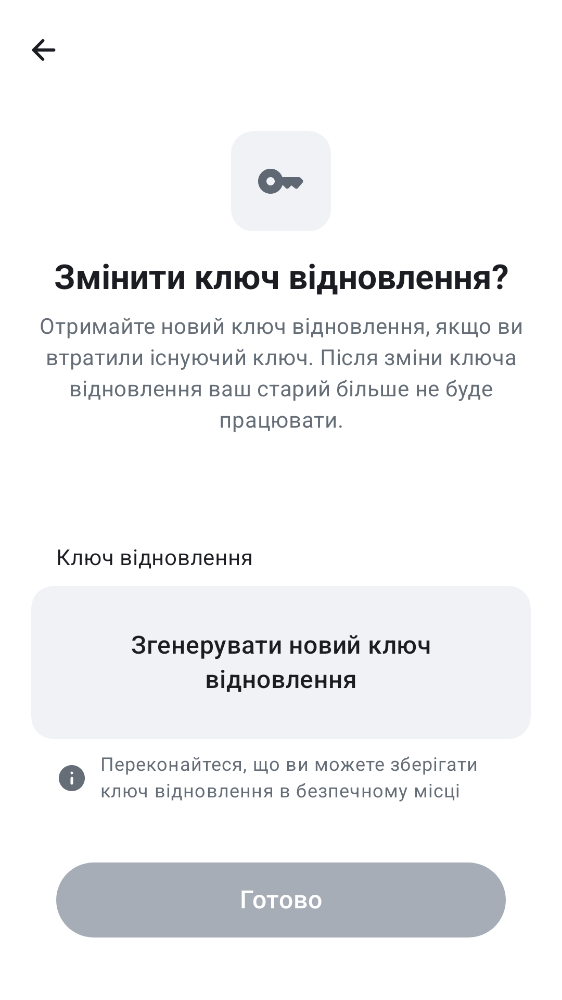 Змінити ключ відновлення?
Отримайте новий ключ відновлення, якщо ви
втратили існуючий ключ. Після зміни ключа
відновлення ваш старий більше не буде
працювати.
Ключ відновлення
Згенерувати новий ключ
відновлення
Переконайтеся, що ви можете зберігати
ключ відновлення в безпечному місці
Готово